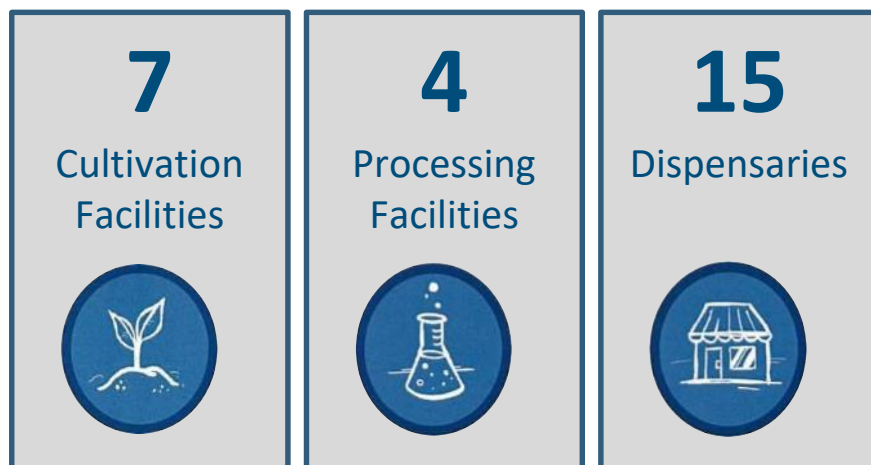 7
Cultivation
Facilities
4
Processing
Facilities
15
Dispensaries